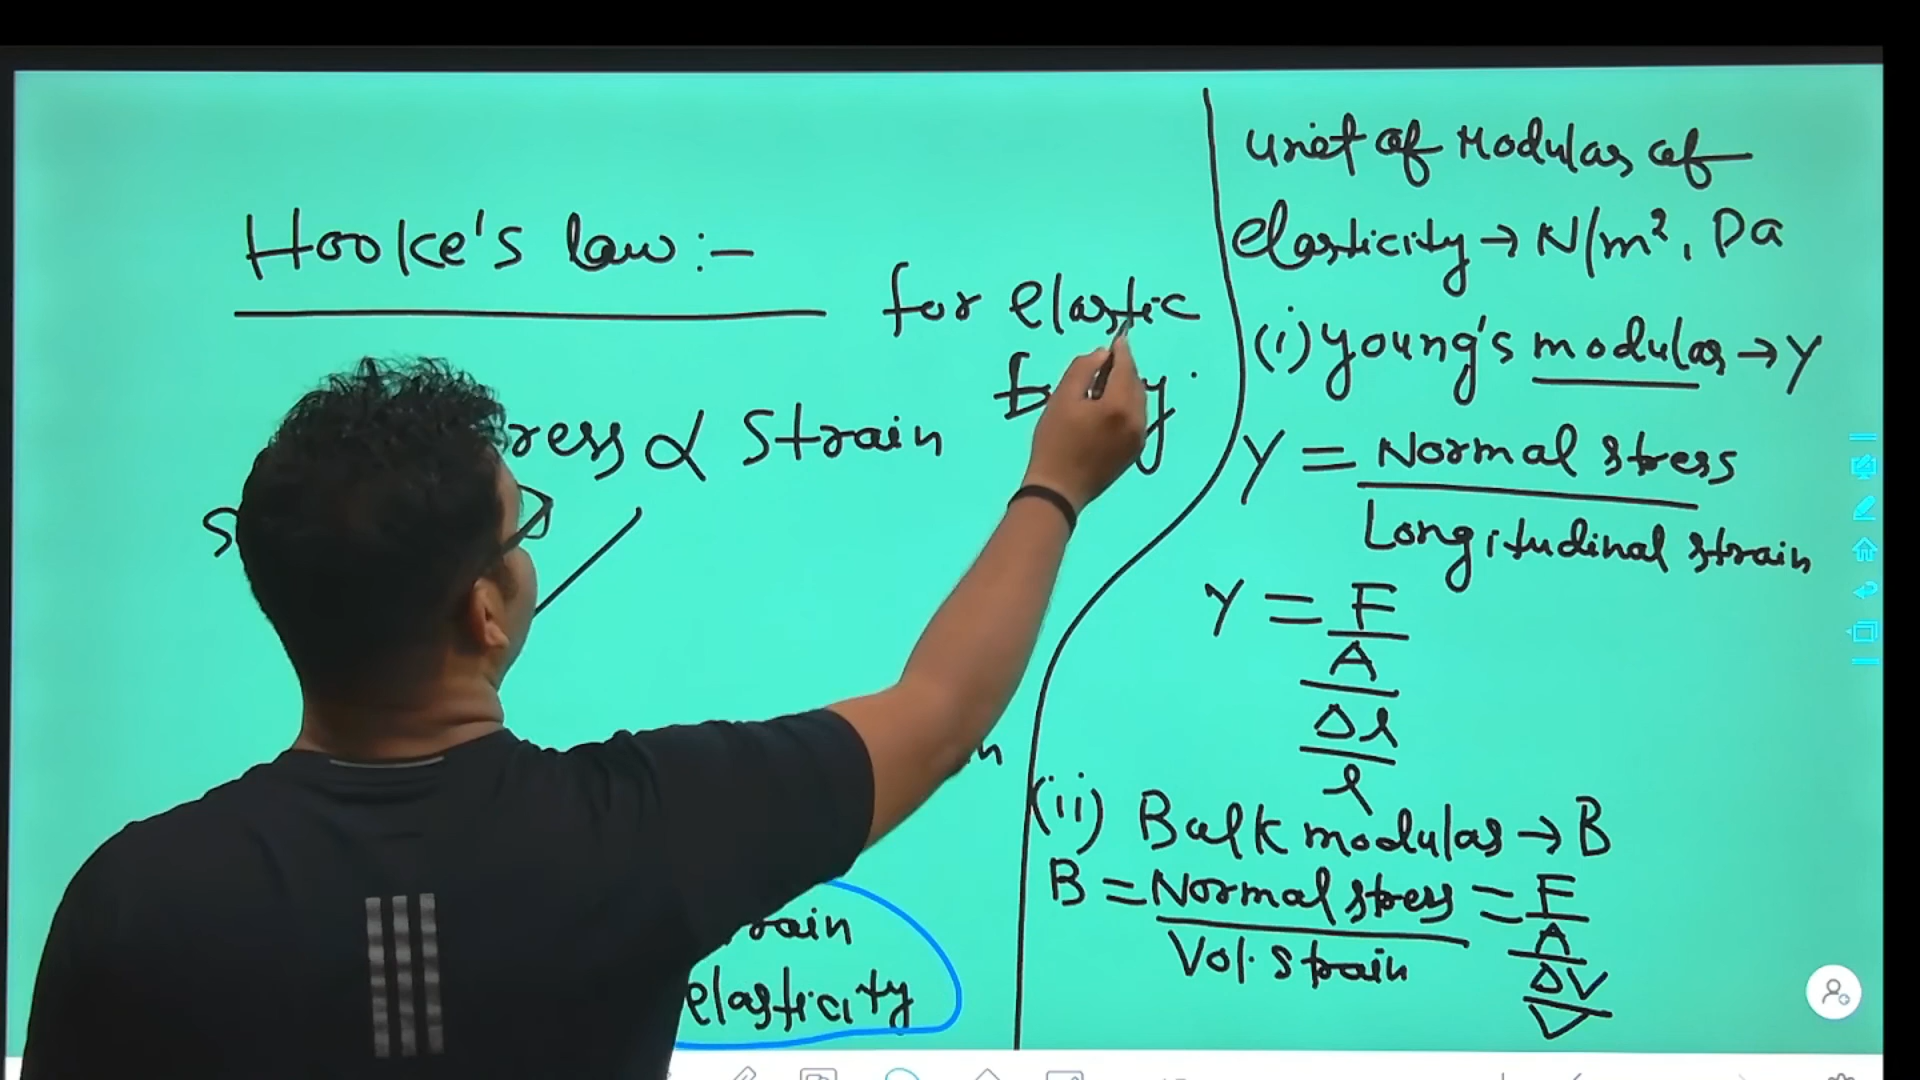 Hooke's law :-
for elastic
ress ∝ Strain
rain
elasticity
unit of Modulas of
elasticity → N/m², Pa
(i) Young's modulas → Y
Y = Normal stress
Longitudinal strain
Y = F
A
Δl
l
(ii) Bulk modulas → B
B = Normal stress = F
Vol. strain
A
ΔV
V